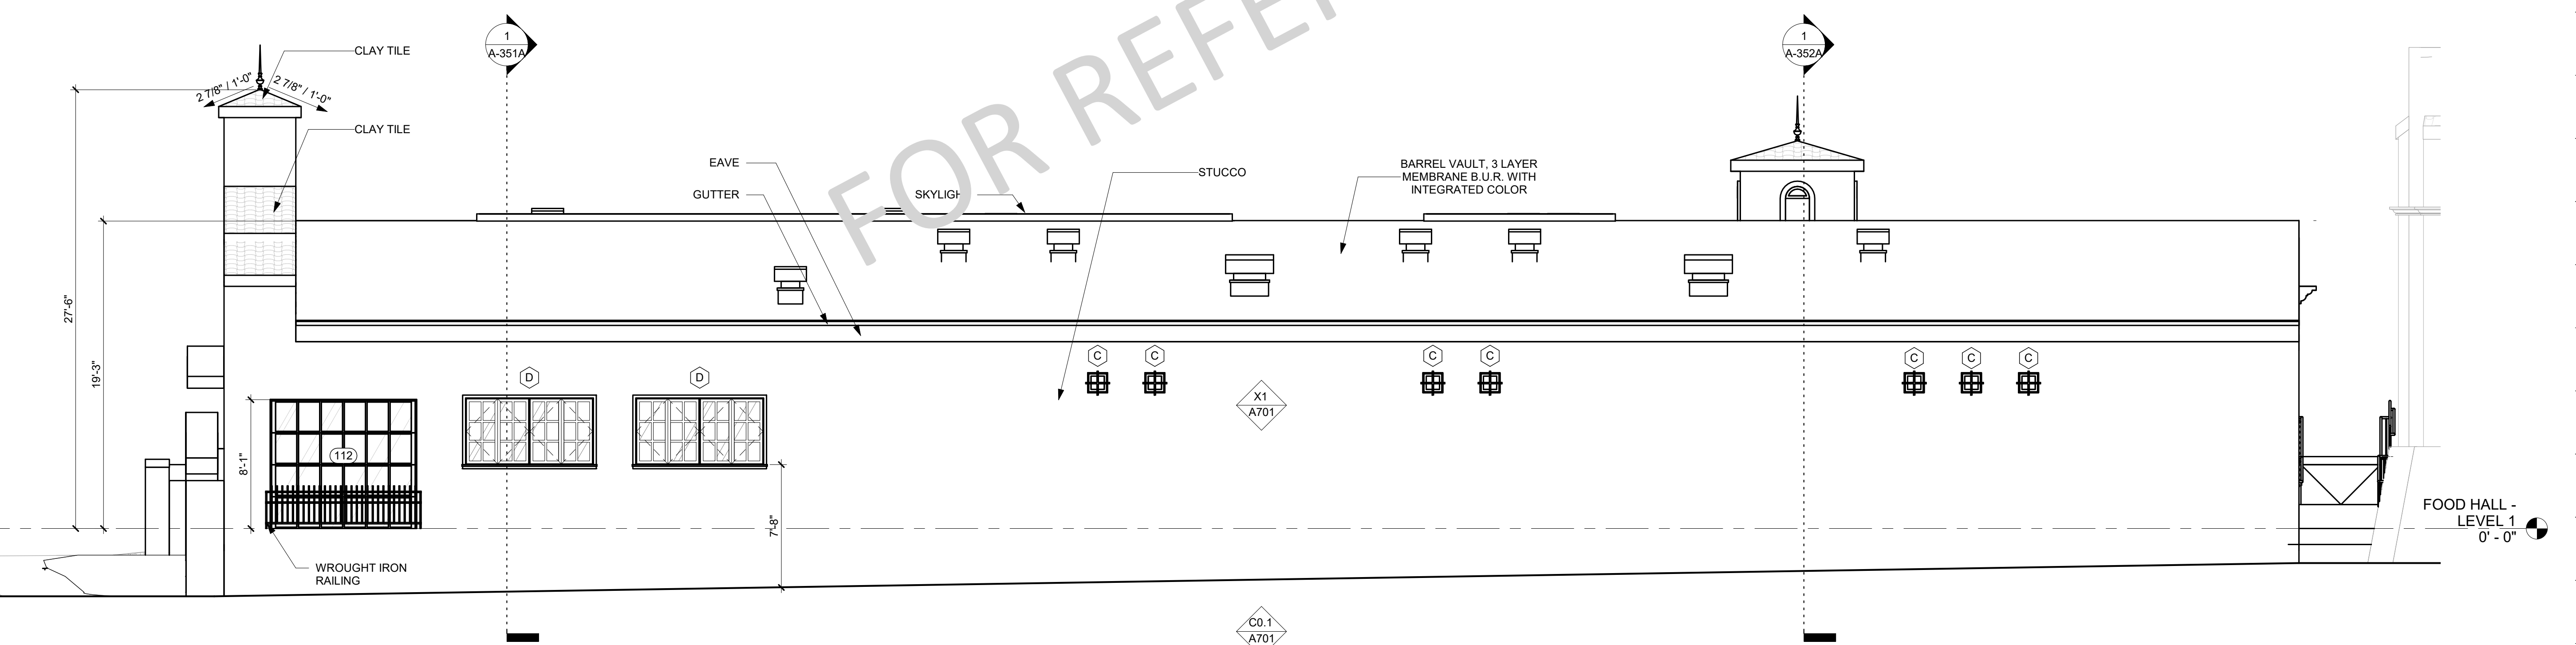 FOR REFE
1
A-351A
1
A-352A
CLAY TILE
2 7/8" / 1'-0"
2 7/8" / 1'-0"
CLAY TILE
EAVE
GUTTER
STUCCO
BARREL VAULT, 3 LAYER
MEMBRANE B.U.R. WITH
INTEGRATED COLOR
27'-6"
19'-3"
8'-1"
7'-8"
D
D
C
C
C
C
C
C
C
X1
A701
112
FOOD HALL -
LEVEL 1
0' - 0"
WROUGHT IRON
RAILING
C0.1
A701